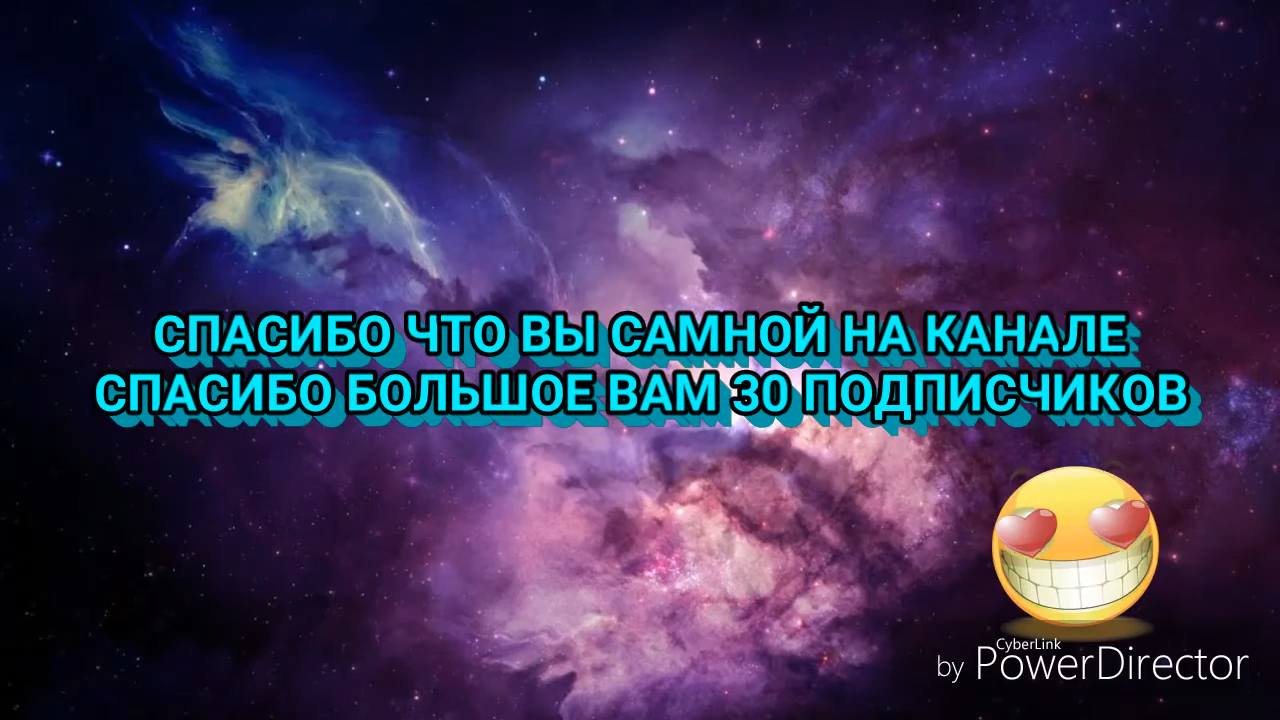 СПАСИБО ЧТО ВЫ САМНОЙ НА КАНАЛЕ
СПАСИБО БОЛЬШОЕ ВАМ 30 ПОДПИСЧИКОВ
CyberLink
by PowerDirector